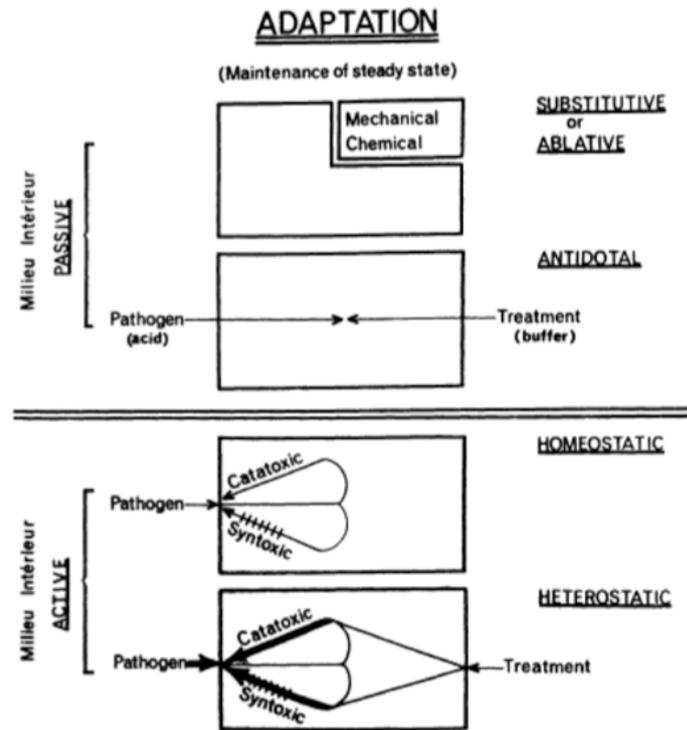 ADAPTATION
(Maintenance of steady state)
Mechanical
Chemical
SUBSTITUTIVE
or
ABLATIVE
Milieu Intérieur
PASSIVE
ANTIDOTAL
Pathogen
(acid)
Treatment
(buffer)
HOMEOSTATIC
Catatoxic
Pathogen
Syntoxic
Milieu Intérieur
ACTIVE
HETEROSTATIC
Catatoxic
Pathogen
Treatment
Syntoxic